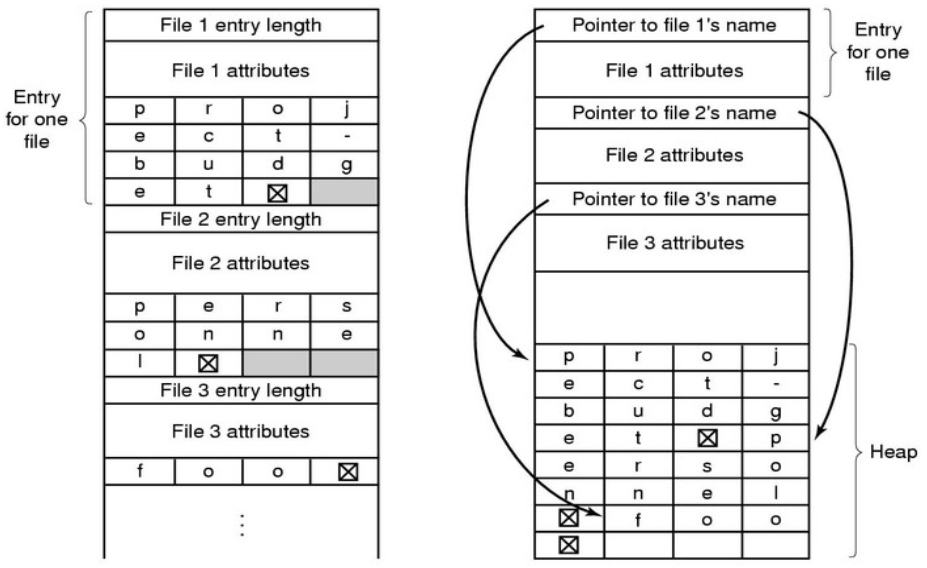 Entry
for one
file
File 1 entry length
File 1 attributes
p r o j
e c t -
b u d g
e t
File 2 entry length
File 2 attributes
p e r s
o n n e
l
File 3 entry length
File 3 attributes
f o o
⋮
Pointer to file 1's name
File 1 attributes
Entry
for one
file
Pointer to file 2's name
File 2 attributes
Pointer to file 3's name
File 3 attributes
p r o j
e c t -
b u d g
e t p
e r s o
n n e l
f o o
Heap